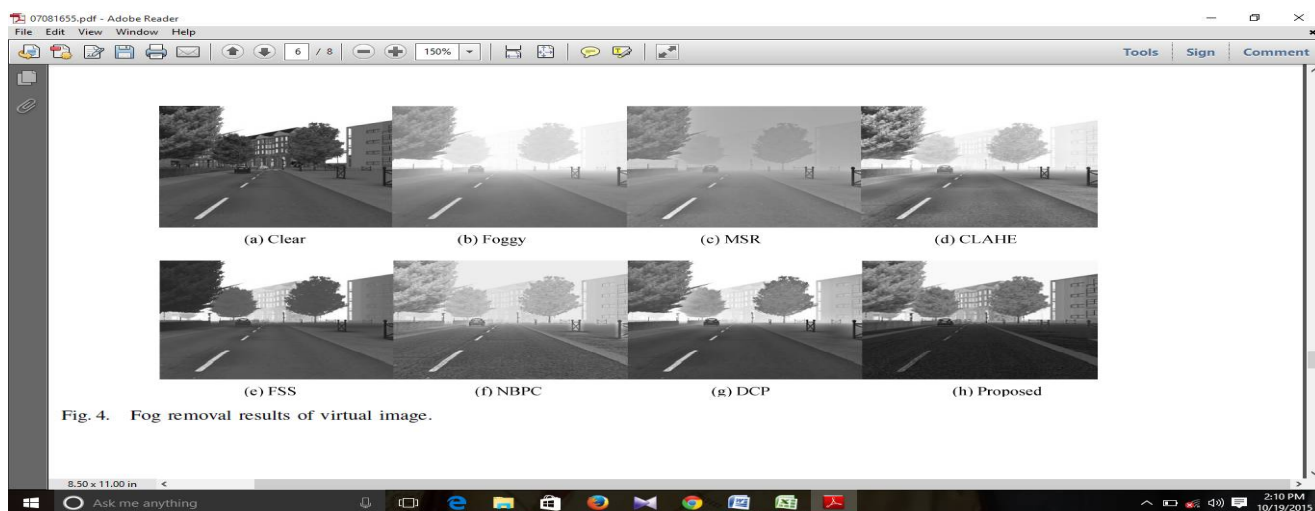 07081655.pdf - Adobe Reader
File Edit View Window Help
6 / 8 150% Tools Sign Comment
(a) Clear (b) Foggy (c) MSR (d) CLAHE
(e) FSS (f) NBPC (g) DCP (h) Proposed
Fig. 4. Fog removal results of virtual image.
8.50 x 11.00 in
Ask me anything 2:10 PM
10/19/2015